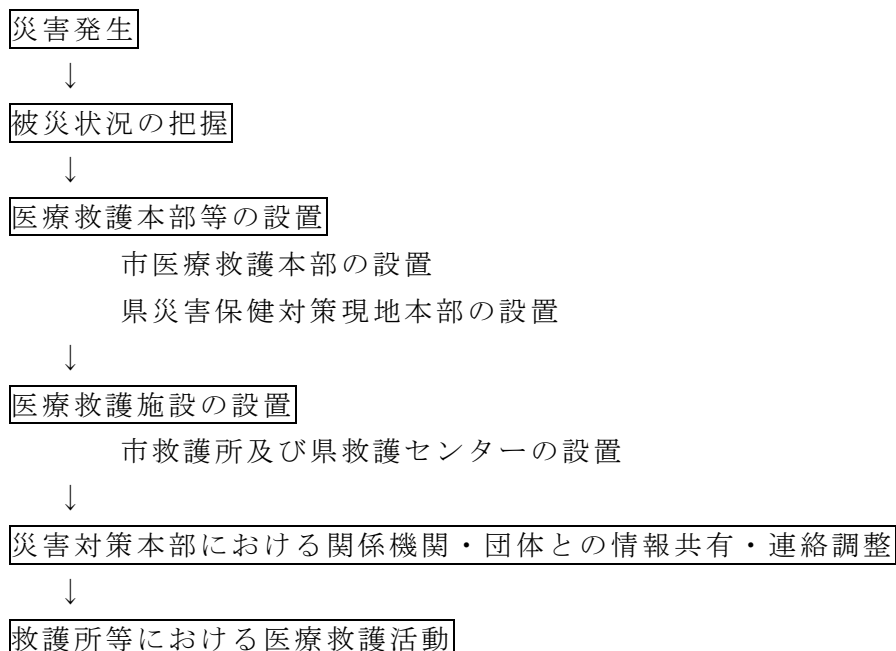 災害発生
↓
被災状況の把握
↓
医療救護本部等の設置
市医療救護本部の設置
県災害保健対策現地本部の設置
↓
医療救護施設の設置
市救護所及び県救護センターの設置
↓
災害対策本部における関係機関・団体との情報共有・連絡調整
↓
救護所等における医療救護活動